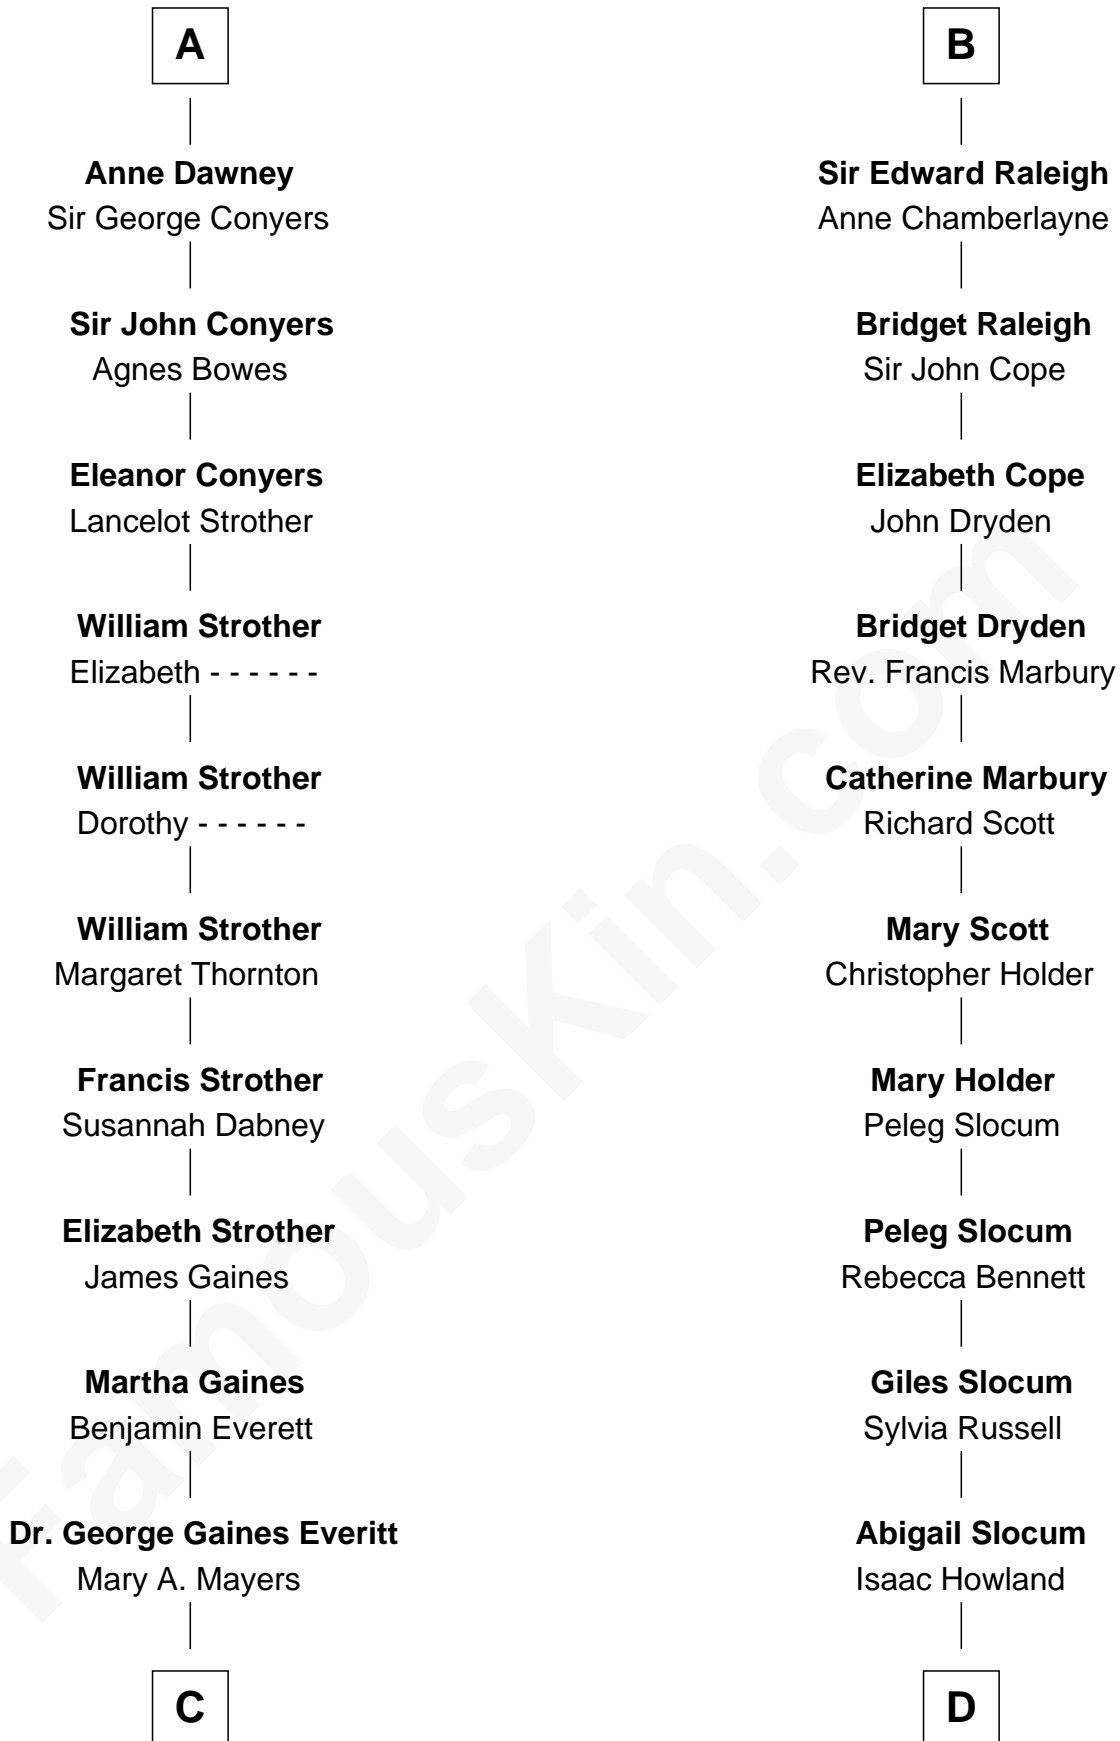 A
Anne Dawney
Sir George Conyers
Sir John Conyers
Agnes Bowes
Eleanor Conyers
Lancelot Strother
William Strother
Elizabeth - - - - - -
William Strother
Dorothy - - - - - -
William Strother
Margaret Thornton
Francis Strother
Susannah Dabney
Elizabeth Strother
James Gaines
Martha Gaines
Benjamin Everett
Dr. George Gaines Everitt
Mary A. Mayers
C
B
Sir Edward Raleigh
Anne Chamberlayne
Bridget Raleigh
Sir John Cope
Elizabeth Cope
John Dryden
Bridget Dryden
Rev. Francis Marbury
Catherine Marbury
Richard Scott
Mary Scott
Christopher Holder
Mary Holder
Peleg Slocum
Peleg Slocum
Rebecca Bennett
Giles Slocum
Sylvia Russell
Abigail Slocum
Isaac Howland
D
FamousKin.com